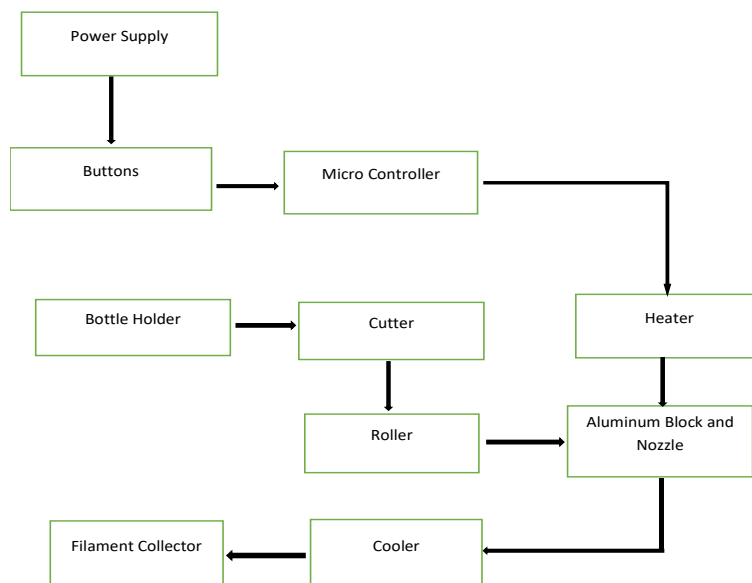 Power Supply
Buttons
Micro Controller
Bottle Holder
Cutter
Heater
Roller
Aluminum Block and
Nozzle
Filament Collector
Cooler